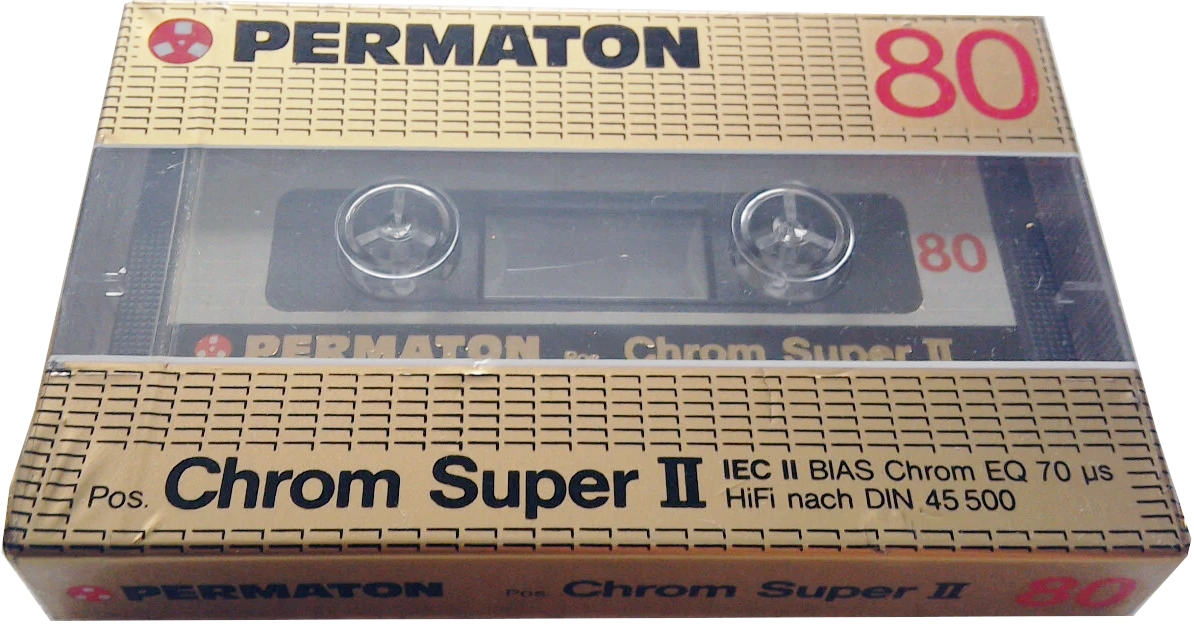 PERMATON
80
80
PERMATON Pos. Chrom Super II
Pos. Chrom Super II
IEC II BIAS Chrom EQ 70 µs
HiFi nach DIN 45 500
PERMATON Pos. Chrom Super II 80